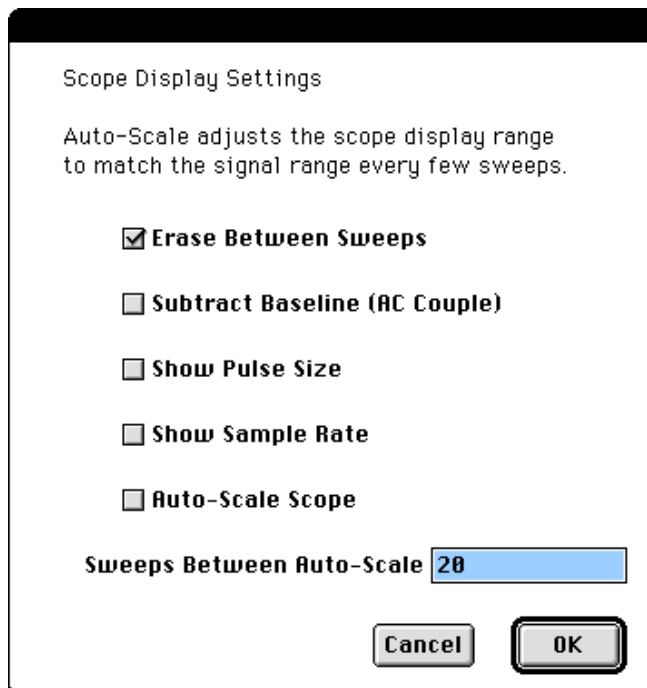 Scope Display Settings
Auto-Scale adjusts the scope display range
to match the signal range every few sweeps.
Erase Between Sweeps
Subtract Baseline (AC Couple)
Show Pulse Size
Show Sample Rate
Auto-Scale Scope
Sweeps Between Auto-Scale 20
Cancel OK